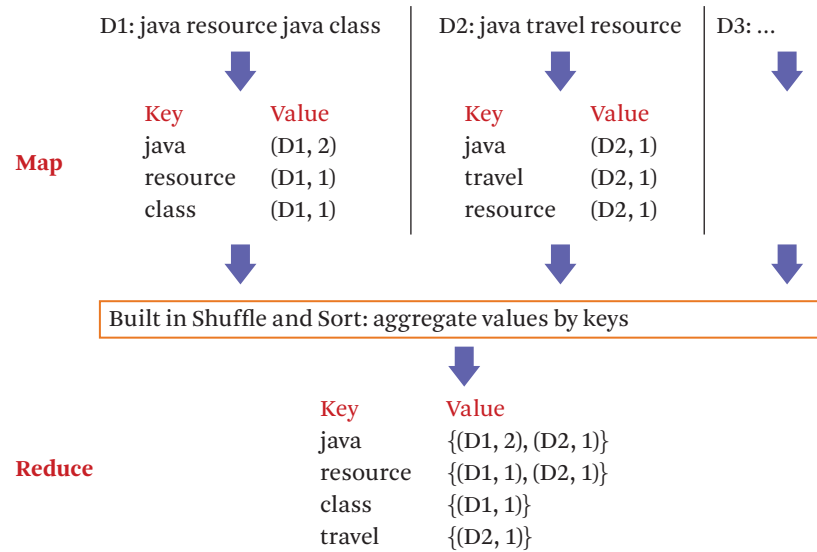 D1: java resource java class
D2: java travel resource
D3: ...
Map
Key Value
java (D1, 2)
resource (D1, 1)
class (D1, 1)
Key Value
java (D2, 1)
travel (D2, 1)
resource (D2, 1)
Built in Shuffle and Sort: aggregate values by keys
Reduce
Key Value
java {(D1, 2), (D2, 1)}
resource {(D1, 1), (D2, 1)}
class {(D1, 1)}
travel {(D2, 1)}